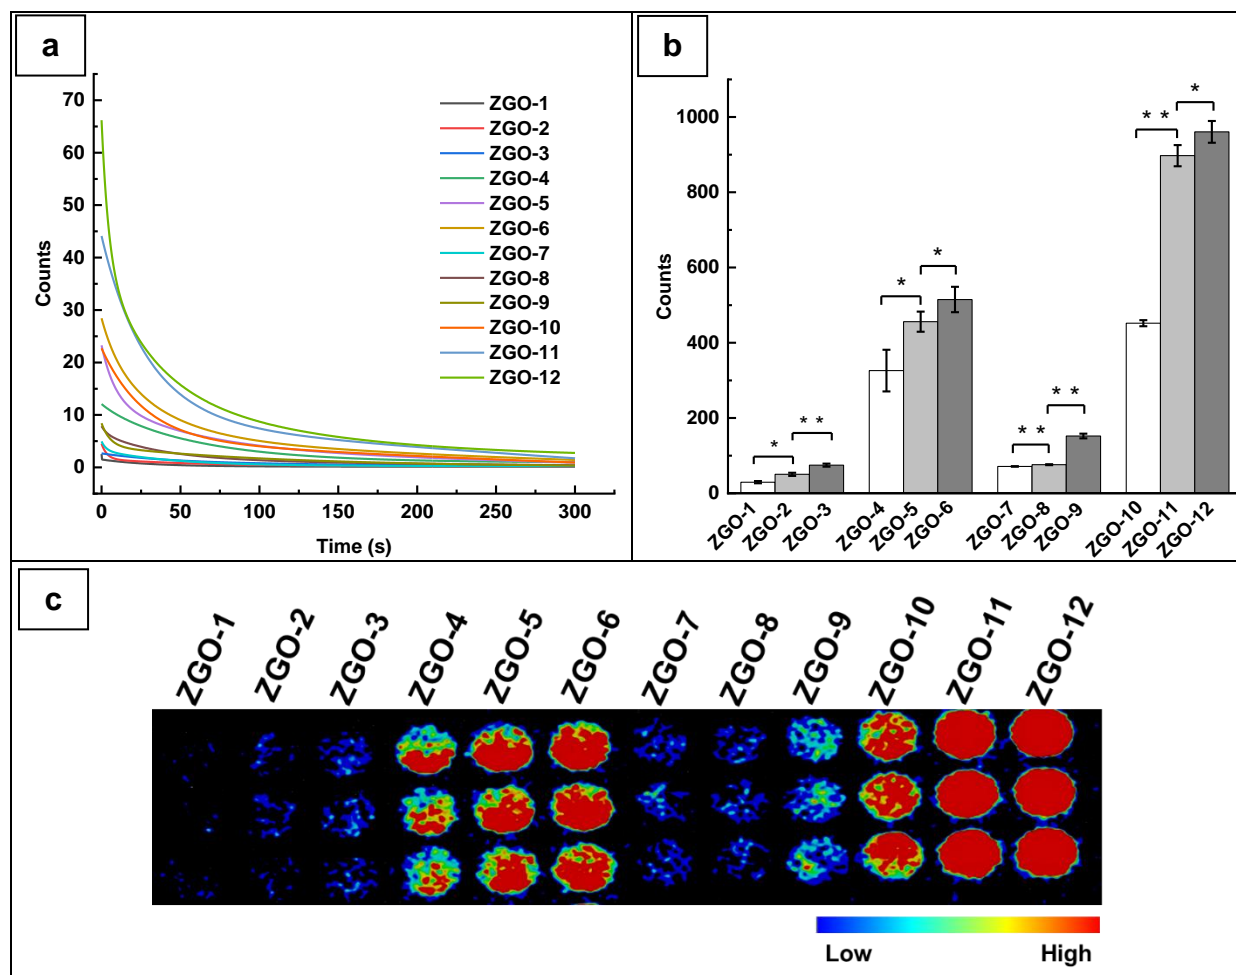 a
70
60
50
40
30
20
10
0
0
50
100
150
200
250
300
Counts
Time (s)
ZGO-1
ZGO-2
ZGO-3
ZGO-4
ZGO-5
ZGO-6
ZGO-7
ZGO-8
ZGO-9
ZGO-10
ZGO-11
ZGO-12
b
1000
800
600
400
200
0
Counts
*
**
*
*
**
**
**
*
ZGO-1
ZGO-2
ZGO-3
ZGO-4
ZGO-5
ZGO-6
ZGO-7
ZGO-8
ZGO-9
ZGO-10
ZGO-11
ZGO-12
c
ZGO-1
ZGO-2
ZGO-3
ZGO-4
ZGO-5
ZGO-6
ZGO-7
ZGO-8
ZGO-9
ZGO-10
ZGO-11
ZGO-12
Low
High